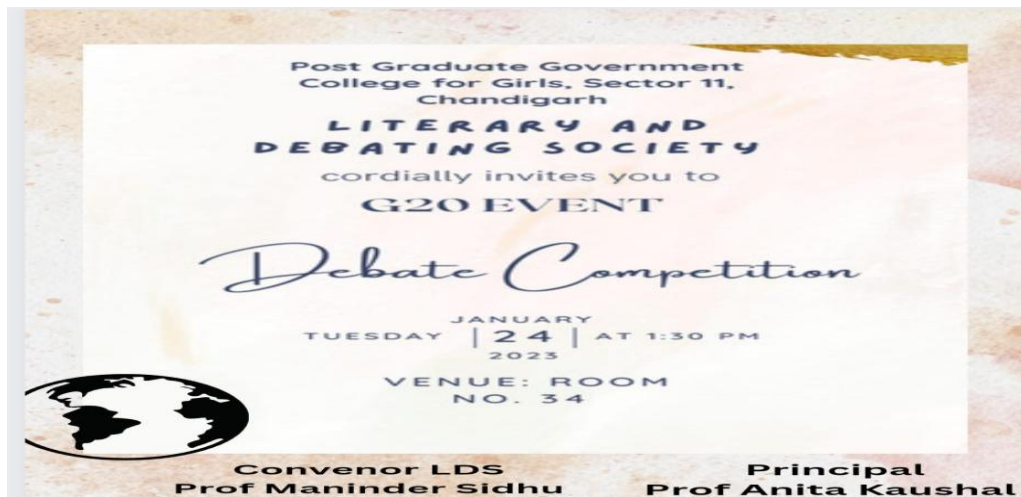 Post Graduate Government
College for Girls, Sector 11,
Chandigarh
LITERARY AND
DEBATING SOCIETY
cordially invites you to
G20 EVENT
Debate Competition
JANUARY
TUESDAY | 24 | AT 1:30 PM
2023
VENUE: ROOM
NO. 34
Convenor LDS
Prof Maninder Sidhu
Principal
Prof Anita Kaushal